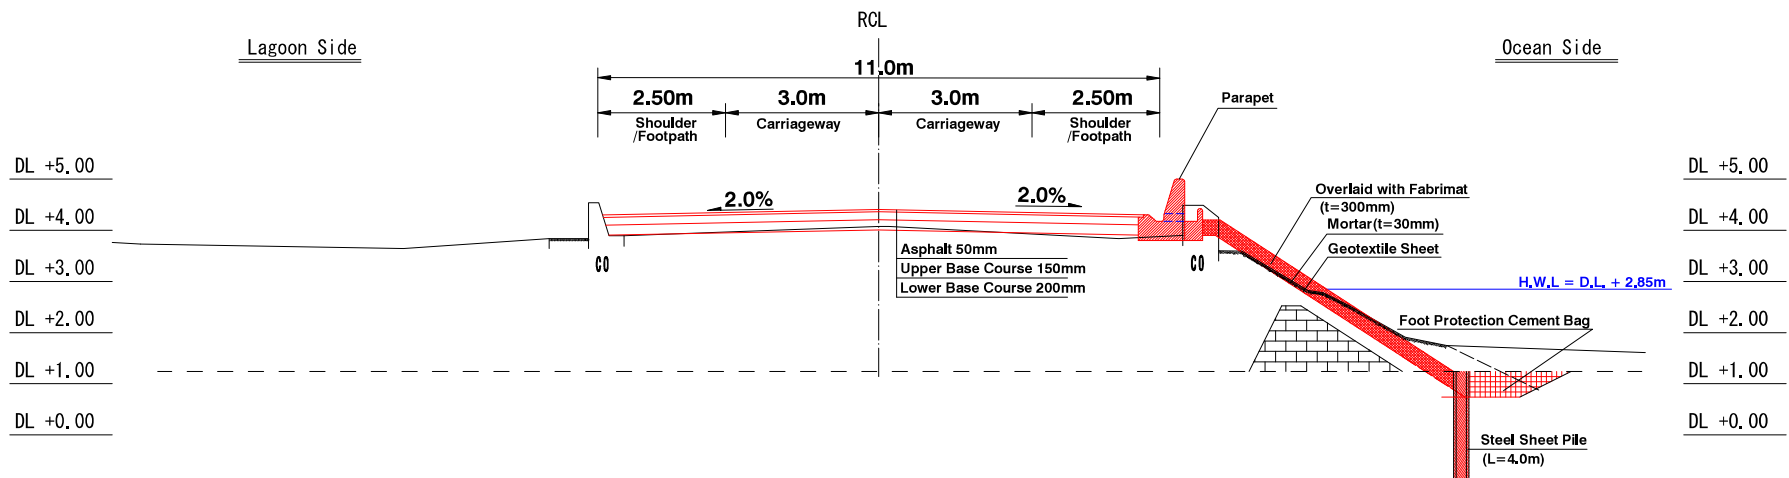 RCL
Lagoon Side
Ocean Side
11.0m
2.50m
3.0m
3.0m
2.50m
Shoulder
/Footpath
Carriageway
Carriageway
Shoulder
/Footpath
Parapet
DL +5.00
DL +5.00
2.0%
2.0%
Overlaid with Fabrimat
(t=300mm)
DL +4.00
DL +4.00
Mortar(t=30mm)
Geotextile Sheet
Asphalt 50mm
CO
CO
DL +3.00
Upper Base Course 150mm
DL +3.00
H.W.L = D.L. + 2.85m
Lower Base Course 200mm
DL +2.00
Foot Protection Cement Bag
DL +2.00
DL +1.00
DL +1.00
DL +0.00
DL +0.00
Steel Sheet Pile
(L=4.0m)